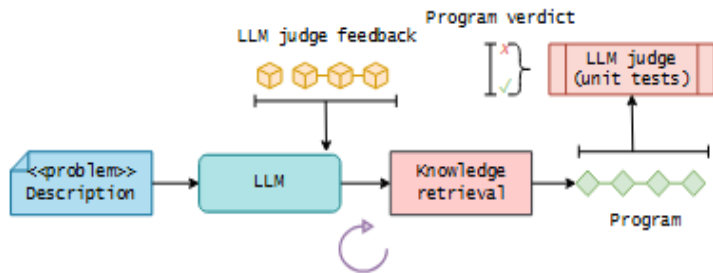 Program verdict
LLM judge feedback
LLM judge
(unit tests)
<<problem>>
Description
LLM
Knowledge
retrieval
Program